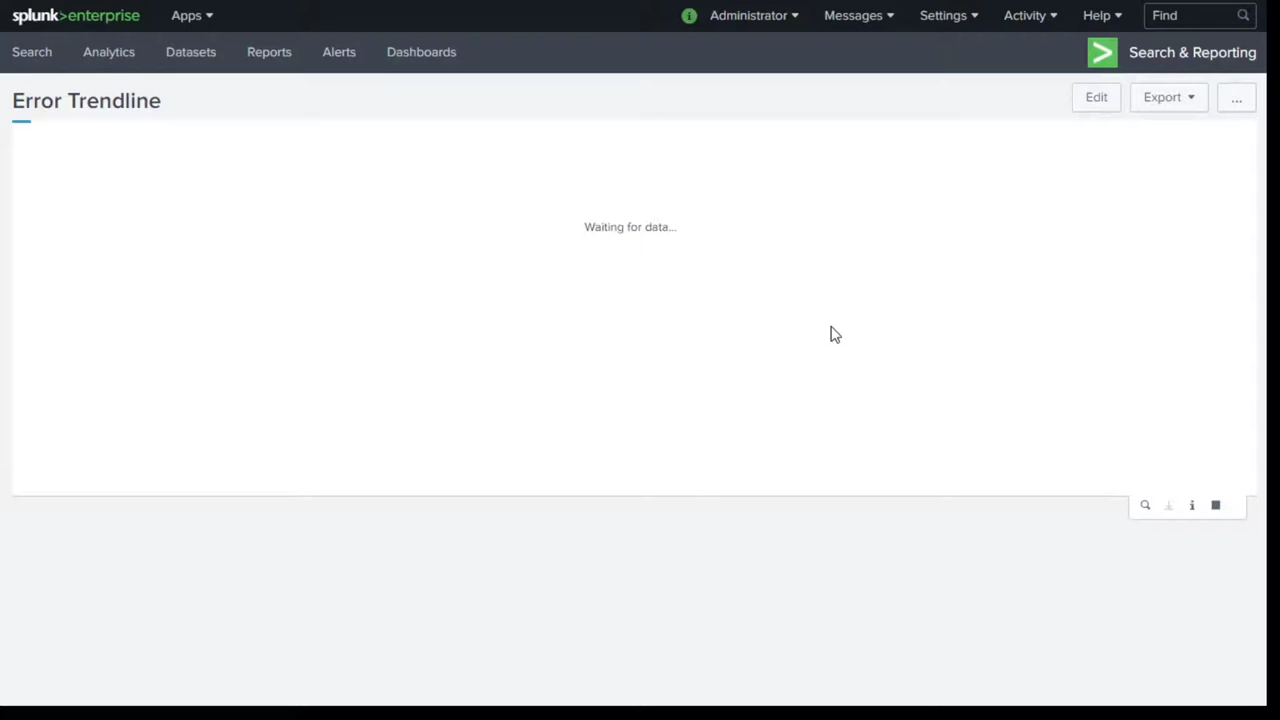 splunk>enterprise Apps i Administrator Messages Settings Activity Help Find
Search Analytics Datasets Reports Alerts Dashboards > Search & Reporting
Error Trendline Edit Export ...
Waiting for data...
i